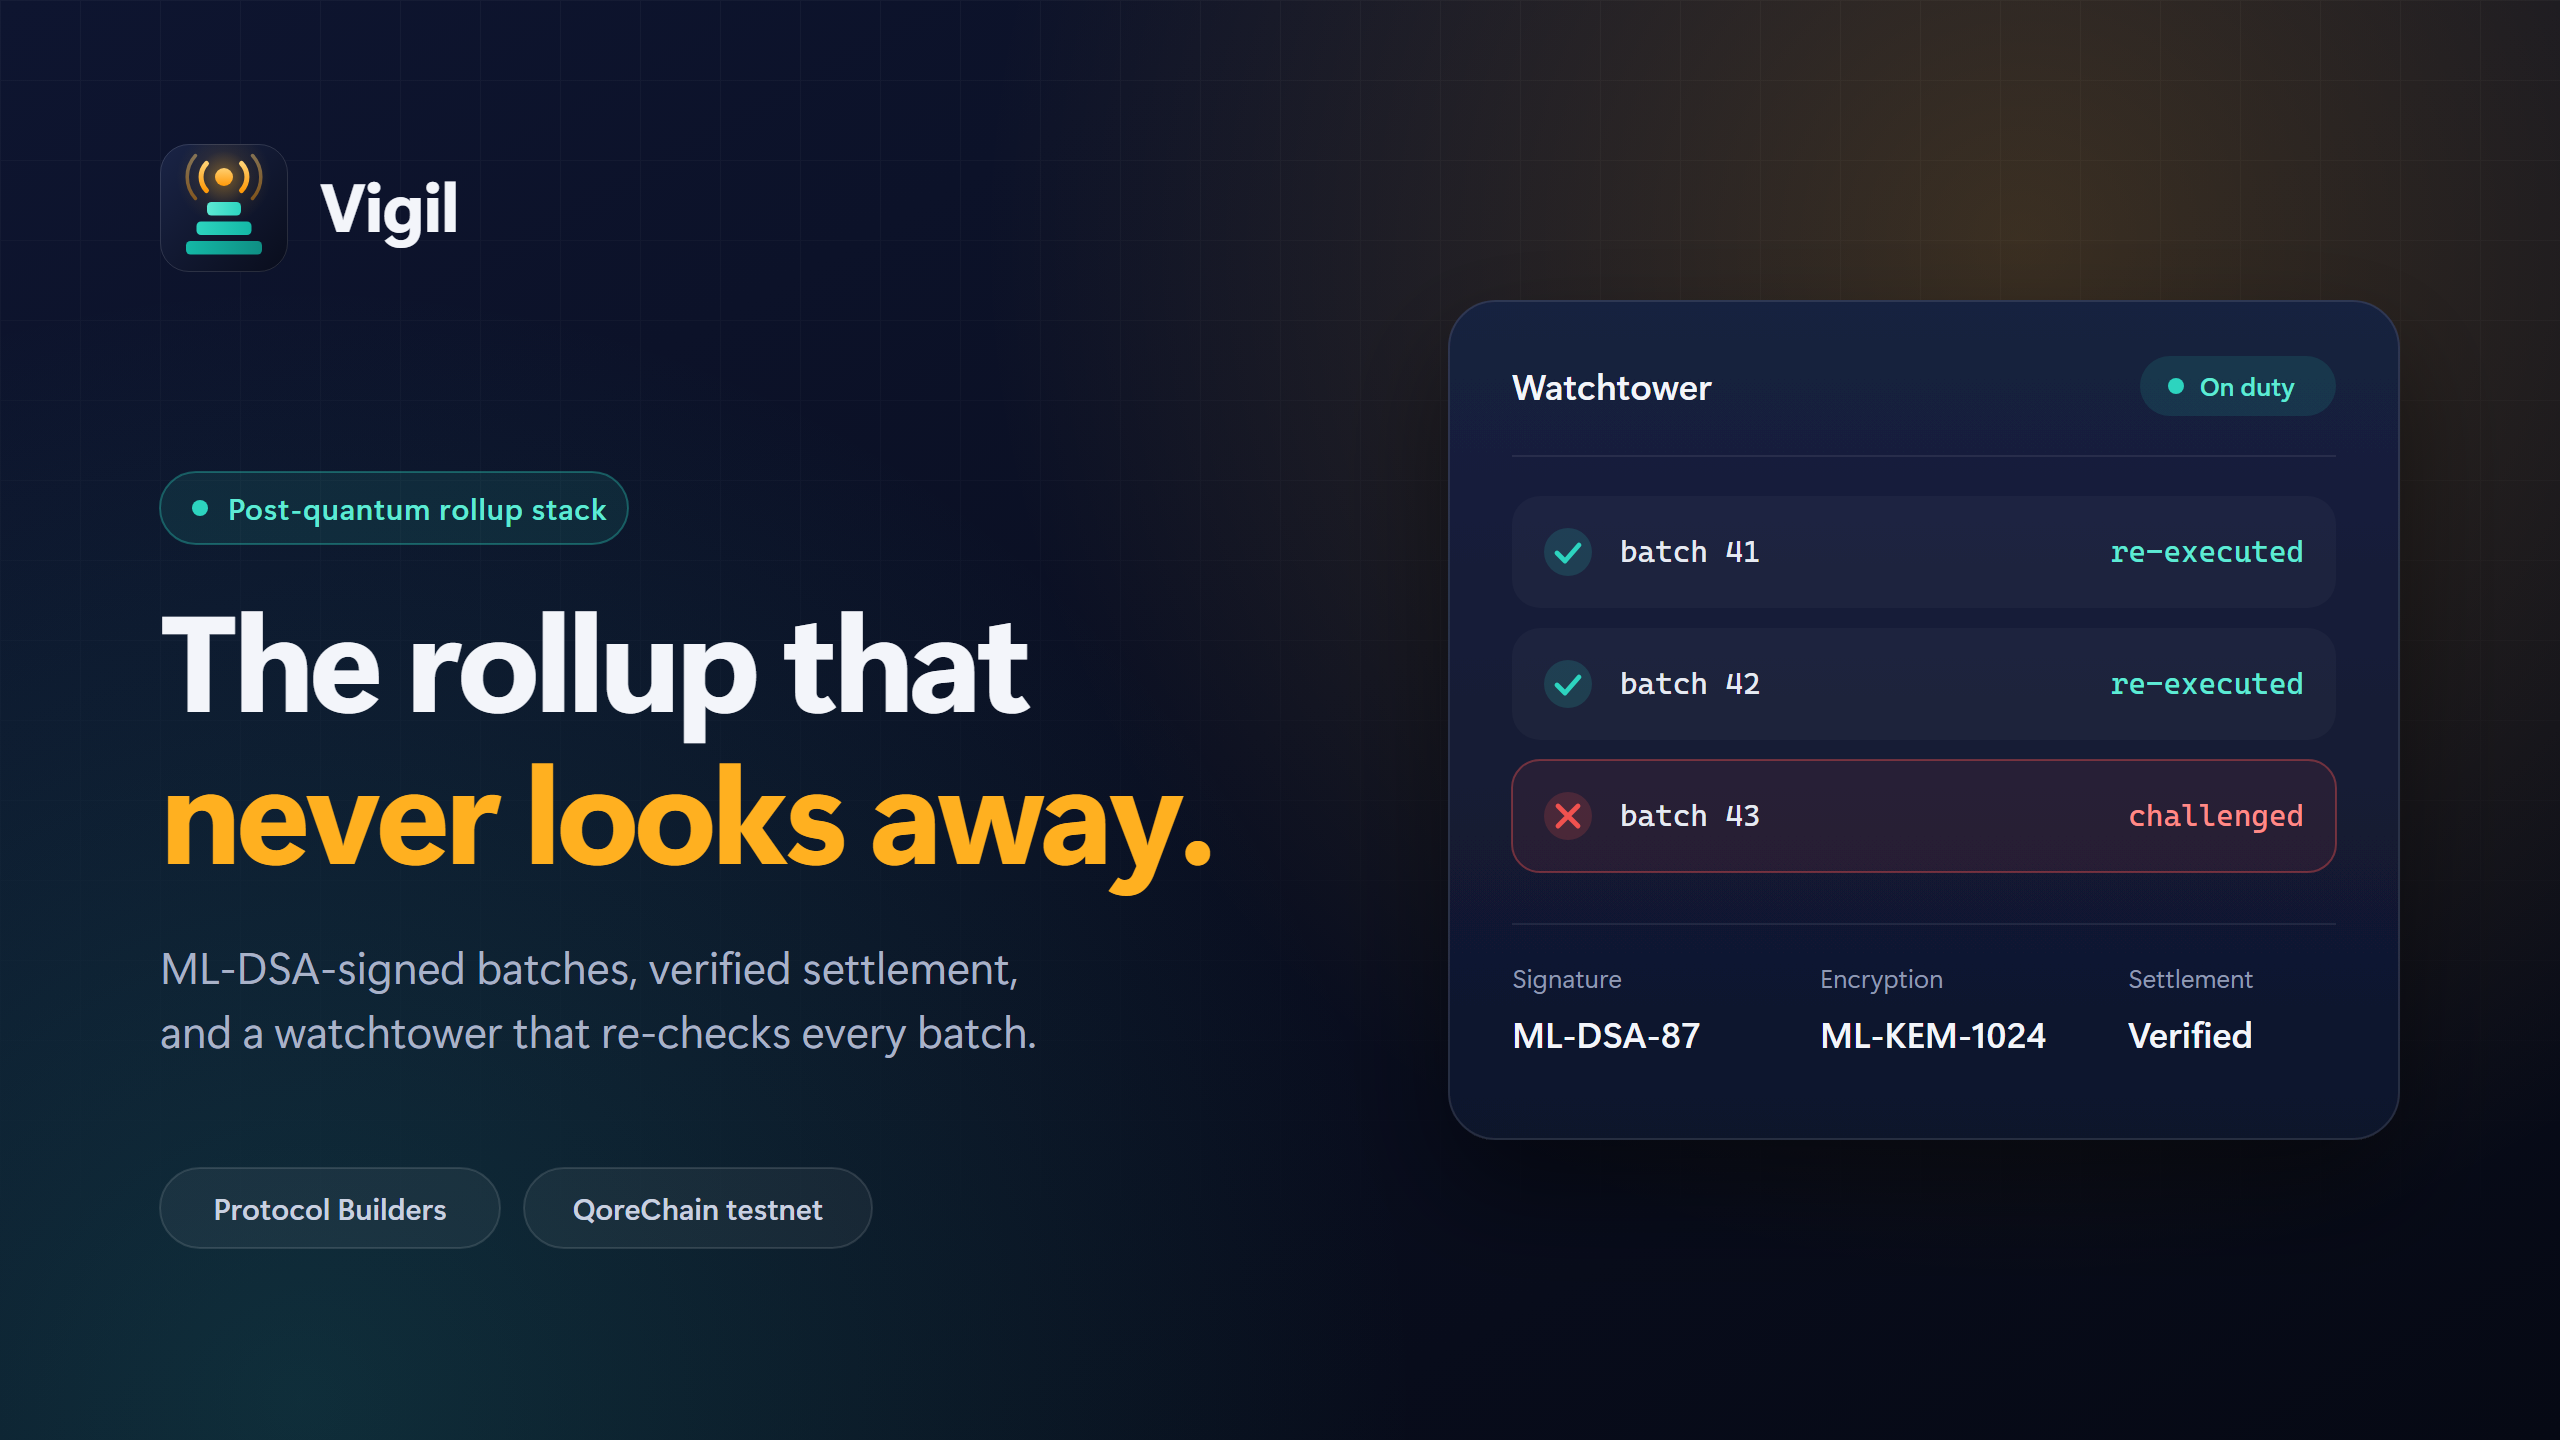 Vigil
Post-quantum rollup stack
The rollup that
never looks away.
ML-DSA-signed batches, verified settlement,
and a watchtower that re-checks every batch.
Protocol Builders
QoreChain testnet
Watchtower
On duty
batch 41 re-executed
batch 42 re-executed
batch 43 challenged
Signature Encryption Settlement
ML-DSA-87 ML-KEM-1024 Verified